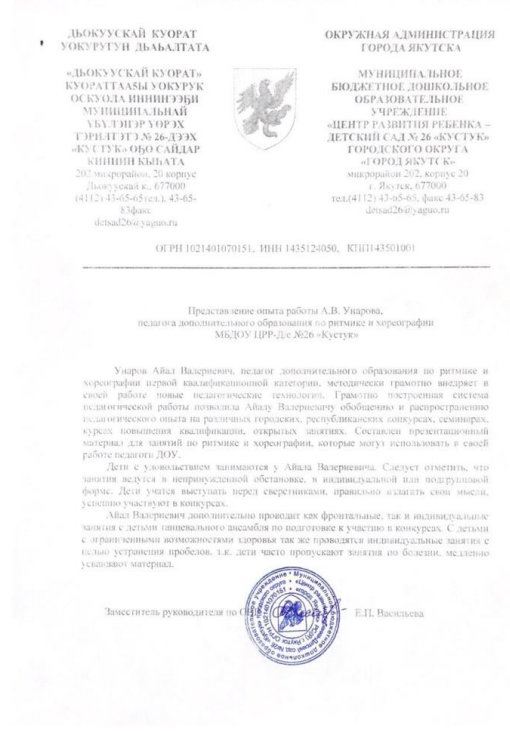 ДЬОКУУСКАЙ КУОРАТ
УОКУРУГУН ДЬАҺАЛТАТА
«ДЬОКУУСКАЙ КУОРАТ»
КУОРАТТААҔЫ УОКУРУК
ОСКУОЛА ИННИНЭЭҔИ
МУНИЦИПАЛЬНАЙ
ТЭРИЛТЭТЭ № 26-ДЭЭХ
«КУСТУК» ОҔО САЙДАР
КИИНИН КЫҺАТА
202 микрорайон, 20 корпус
Дьокуускай к., 677000
(4112) 43-65-65тел.), 43-65-
83факс
detsad26@yaguo.ru
ОКРУЖНАЯ АДМИНИСТРАЦИЯ
ГОРОДА ЯКУТСКА
МУНИЦИПАЛЬНОЕ
БЮДЖЕТНОЕ ДОШКОЛЬНОЕ
ОБРАЗОВАТЕЛЬНОЕ
УЧРЕЖДЕНИЕ
«ЦЕНТР РАЗВИТИЯ РЕБЕНКА –
ДЕТСКИЙ САД № 26 «КУСТУК»
ГОРОДСКОГО ОКРУГА
«ГОРОД ЯКУТСК»
микрорайон 202, корпус 20
г. Якутск, 677000
тел.(4112) 43-65-65, факс 43-65-83
detsad26@yaguo.ru
ОГРН 1021401070151, ИНН 1435124050, КПП143501001
Представление опыта работы А.В. Унарова,
педагога дополнительного образования по ритмике и хореографии
МБДОУ ЦРР-Д/с №26 «Кустук»
Унаров Айал Валериевич, педагог дополнительного образования по ритмике и
хореографии первой квалификационной категории, методически грамотно внедряет в
своей работе новые педагогические технологии. Грамотно построенная система
педагогической работы позволила Айалу Валериевичу обобщению и распространению
педагогического опыта на различных городских, республиканских конкурсах, семинарах,
курсах повышения квалификации, открытых занятиях. Составлен презентационный
материал для занятий по ритмике и хореографии, которые могут использовать в своей
работе педагоги ДОУ.
Дети с удовольствием занимаются у Айала Валериевича. Следует отметить, что
занятия ведутся в непринужденной обстановке, в индивидуальной или подгрупповой
форме. Дети учатся выступать перед сверстниками, правильно излагать свои мысли,
успешно участвуют в конкурсах.
Айал Валериевич дополнительно проводит как фронтальные, так и индивидуальные
занятия с детьми танцевального ансамбля по подготовке к участию в конкурсах. С детьми
с ограниченными возможностями здоровья так же проводятся индивидуальные занятия с
целью устранения пробелов, т.к. дети часто пропускают занятия по болезни, медленно
усваивают материал.
Заместитель руководителя по Е.П. Васильева